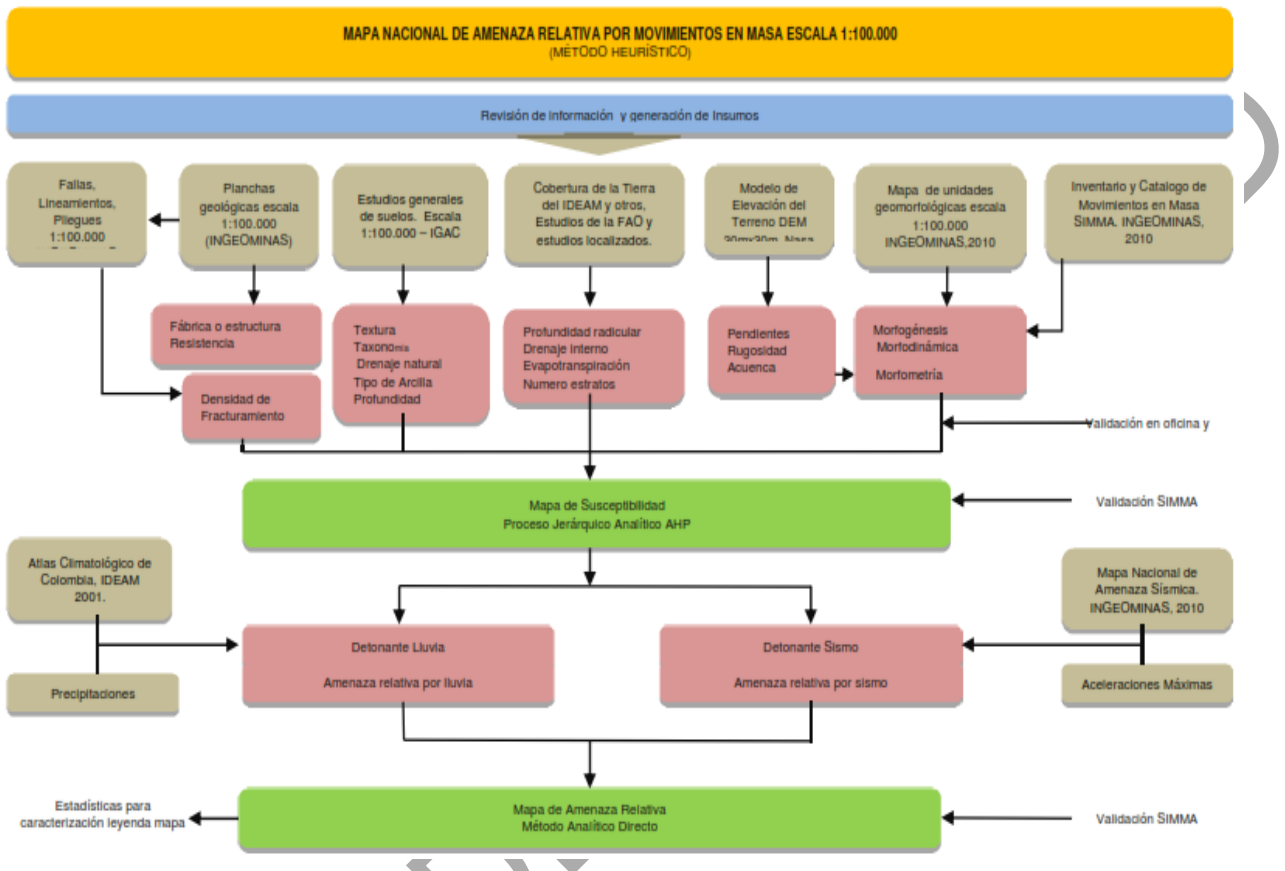 MAPA NACIONAL DE AMENAZA RELATIVA POR MOVIMIENTOS EN MASA ESCALA 1:100.000
(MÉTODO HEURÍSTICO)
Revisión de Información y generación de Insumos
Fallas,
Lineamientos,
Pliegues
1:100.000
Planchas
geológicas escala
1:100.000
(INGEOMINAS)
Estudios generales
de suelos. Escala
1:100.000 – IGAC
Cobertura de la Tierra
del IDEAM y otros,
Estudios de la FAO y
estudios localizados.
Modelo de
Elevación del
Terreno DEM
30mx30m Nasa
Mapa de unidades
geomorfológicas escala
1:100.000
INGEOMINAS,2010
Inventario y Catalogo de
Movimientos en Masa
SIMMA. INGEOMINAS,
2010
Fábrica o estructura
Resistencia
Densidad de
Fracturamiento
Textura
Taxonomía
Drenaje natural
Tipo de Arcilla
Profundidad
Profundidad radicular
Drenaje Interno
Evapotranspiración
Numero estratos
Pendientes
Rugosidad
Acuenca
Morfogénesis
Morfodinámica
Morfometría
Validación en oficina y
Mapa de Susceptibilidad
Proceso Jerárquico Analítico AHP
Validación SIMMA
Atlas Climatológico de
Colombia, IDEAM
2001.
Precipitaciones
Detonante Lluvia
Amenaza relativa por lluvia
Detonante Sismo
Amenaza relativa por sismo
Mapa Nacional de
Amenaza Sísmica.
INGEOMINAS, 2010
Aceleraciones Máximas
Estadísticas para
caracterización leyenda mapa
Mapa de Amenaza Relativa
Método Analítico Directo
Validación SIMMA